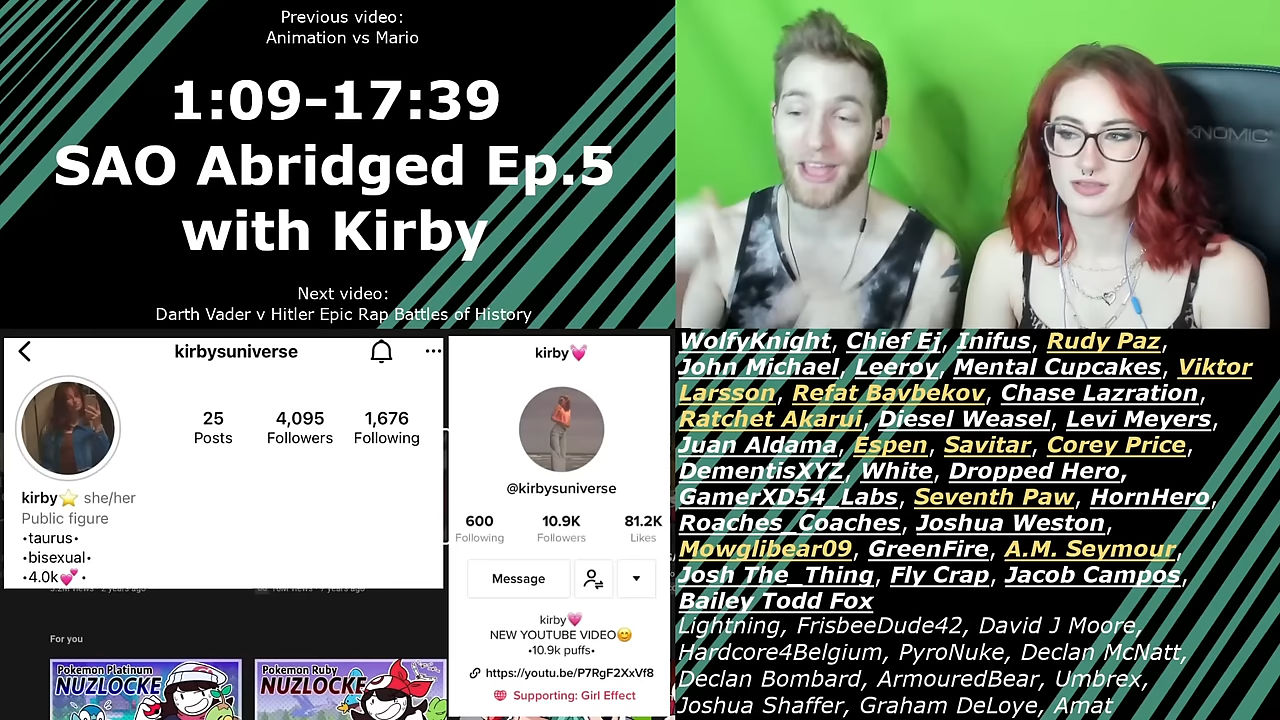 Previous video:
Animation vs Mario
1:09-17:39
SAO Abridged Ep.5
with Kirby
Next video:
Darth Vader v Hitler Epic Rap Battles of History
XNOMIC
kirbysuniverse
25
4,095
1,676
Posts
Followers
Following
kirby⭐ she/her
Public figure
•taurus•
•bisexual•
•4.0k💕•
For you
Pokemon Platinum
NUZLOCKE
Pokemon Ruby
NUZLOCKE
kirby💓
@kirbysuniverse
600
10.9K
81.2K
Following
Followers
Likes
Message
kirby💗
NEW YOUTUBE VIDEO😊
•10.9k puffs•
https://youtu.be/P7RgF2XxVf8
Supporting: Girl Effect
WolfyKnight, Chief Ej, Inifus, Rudy Paz,
John Michael, Leeroy, Mental Cupcakes, Viktor
Larsson, Refat Bavbekov, Chase Lazration,
Ratchet Akarui, Diesel Weasel, Levi Meyers,
Juan Aldama, Espen, Savitar, Corey Price,
DementisXYZ, White, Dropped Hero,
GamerXD54_Labs, Seventh Paw, HornHero,
Roaches_Coaches, Joshua Weston,
Mowglibear09, GreenFire, A.M. Seymour,
Josh The_Thing, Fly Crap, Jacob Campos,
Bailey Todd Fox
Lightning, FrisbeeDude42, David J Moore,
Hardcore4Belgium, PyroNuke, Declan McNatt,
Declan Bombard, ArmouredBear, Umbrex,
Joshua Shaffer, Graham DeLoye, Amat